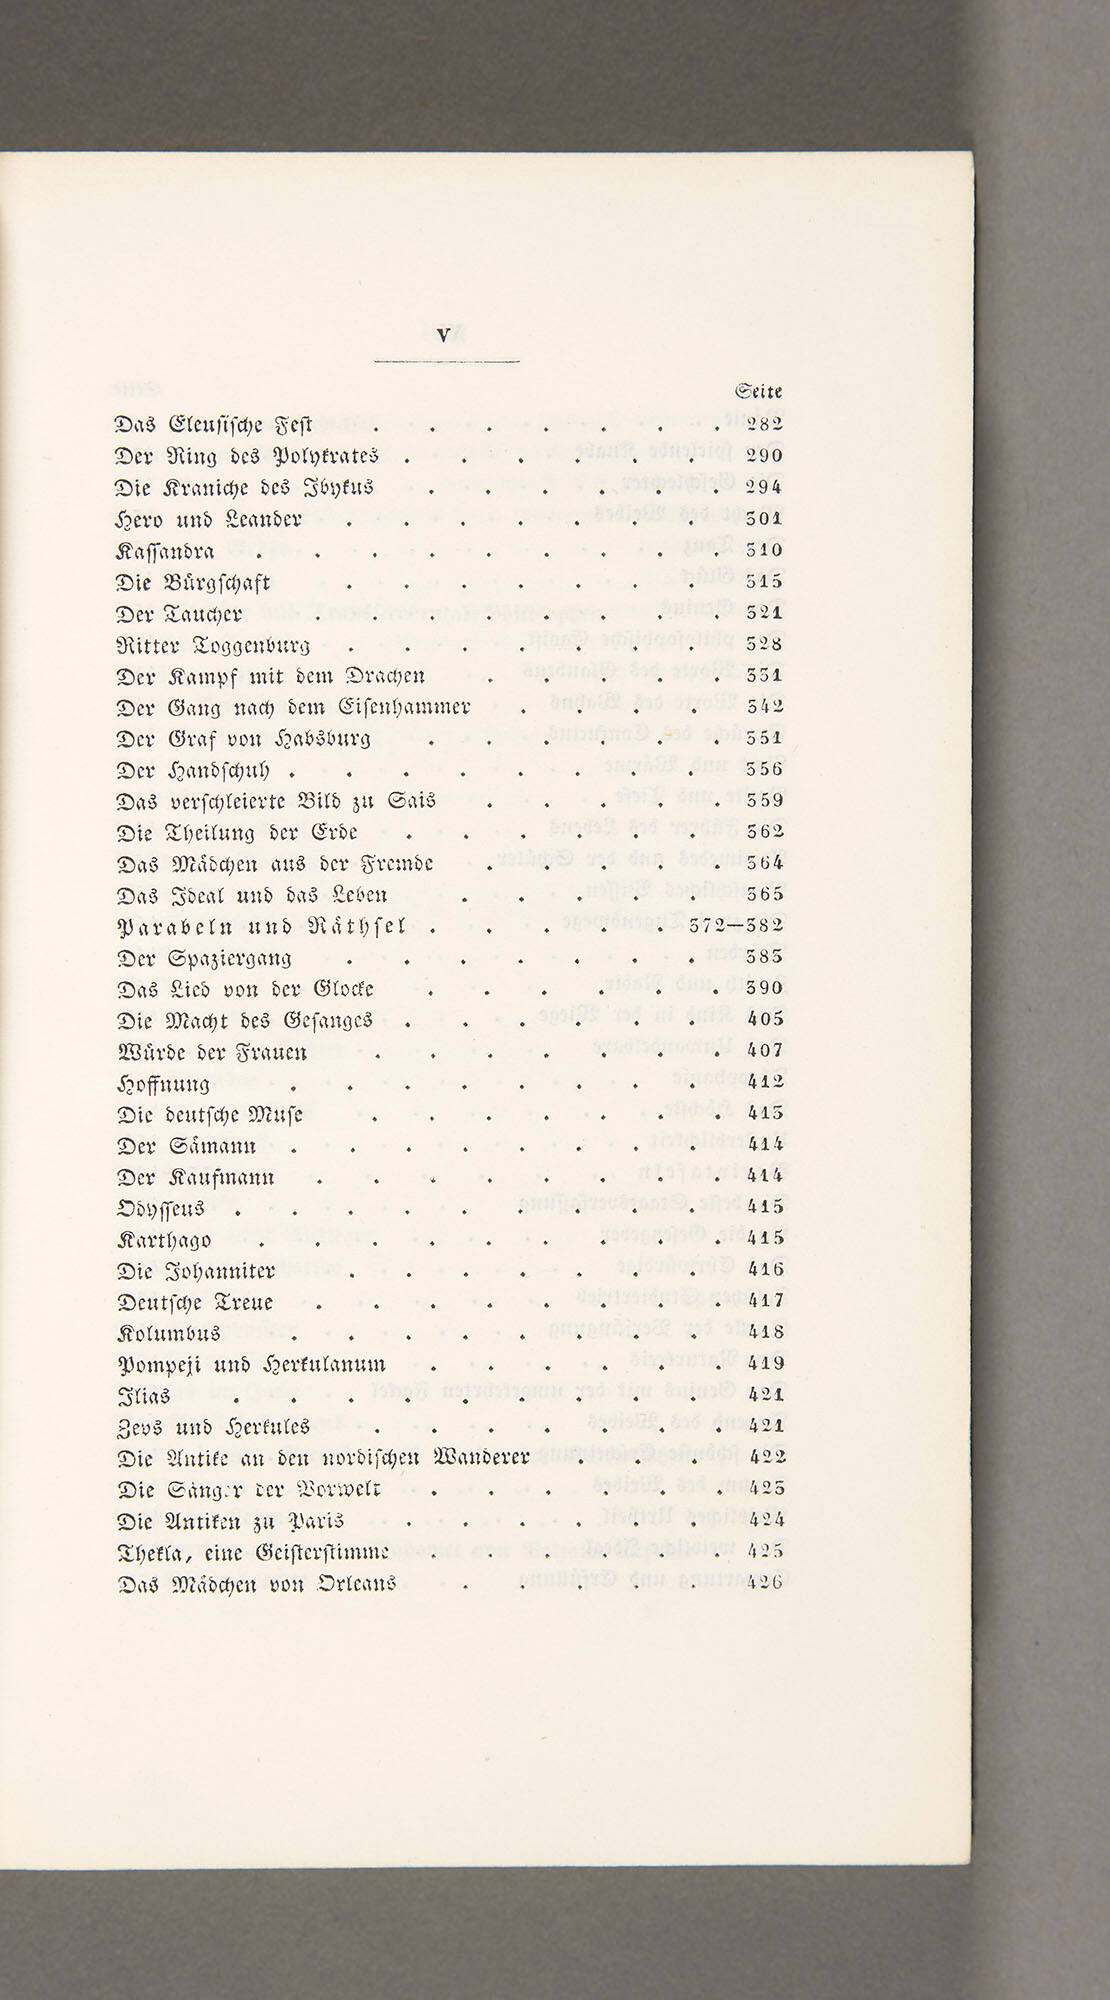 V
Seite
Das Eleusische Fest . . . . . . . 282
Der Ring des Polykrates . . . . . . 290
Die Kraniche des Ibykus . . . . . . 294
Hero und Leander . . . . . . . 301
Kassandra . . . . . . . . . 310
Die Bürgschaft . . . . . . . 315
Der Taucher . . . . . . . . 321
Ritter Toggenburg . . . . . . . 328
Der Kampf mit dem Drachen . . . . . 331
Der Gang nach dem Eisenhammer . . . . 342
Der Graf von Habsburg . . . . . . 351
Der Handschuh . . . . . . . . 356
Das verschleierte Bild zu Sais . . . . . 359
Die Theilung der Erde . . . . . . 362
Das Mädchen aus der Fremde . . . . . 364
Das Ideal und das Leben . . . . . 365
Parabeln und Räthsel . . . . . 372—382
Der Spaziergang . . . . . . . 383
Das Lied von der Glocke . . . . . . 390
Die Macht des Gesanges . . . . . . 405
Würde der Frauen . . . . . . . 407
Hoffnung . . . . . . . . 412
Die deutsche Muse . . . . . . . 413
Der Sämann . . . . . . . . 414
Der Kaufmann . . . . . . . . 414
Odysseus . . . . . . . . . 415
Karthago . . . . . . . . . 415
Die Johanniter . . . . . . . 416
Deutsche Treue . . . . . . . . 417
Kolumbus . . . . . . . . 418
Pompeji und Herkulanum . . . . . . 419
Ilias . . . . . . . . . 421
Zevs und Herkules . . . . . . . 421
Die Antike an den nordischen Wanderer . . . 422
Die Sänger der Vorwelt . . . . . . 423
Die Antiken zu Paris . . . . . . 424
Thekla, eine Geisterstimme . . . . . . 425
Das Mädchen von Orleans . . . . . 426